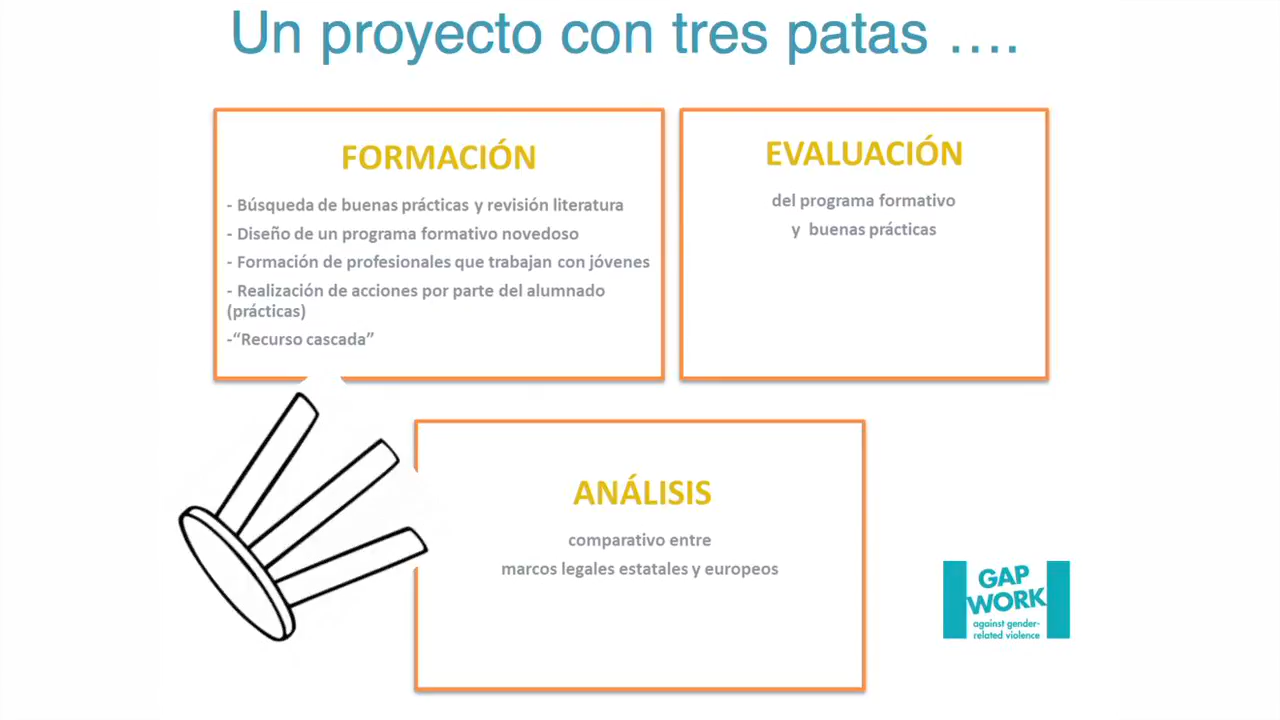 Un proyecto con tres patas ....
FORMACIÓN
- Búsqueda de buenas prácticas y revisión literatura
- Diseño de un programa formativo novedoso
- Formación de profesionales que trabajan con jóvenes
- Realización de acciones por parte del alumnado
(prácticas)
-“Recurso cascada”
EVALUACIÓN
del programa formativo
y buenas prácticas
ANÁLISIS
comparativo entre
marcos legales estatales y europeos
GAP
WORK
against gender-
related violence